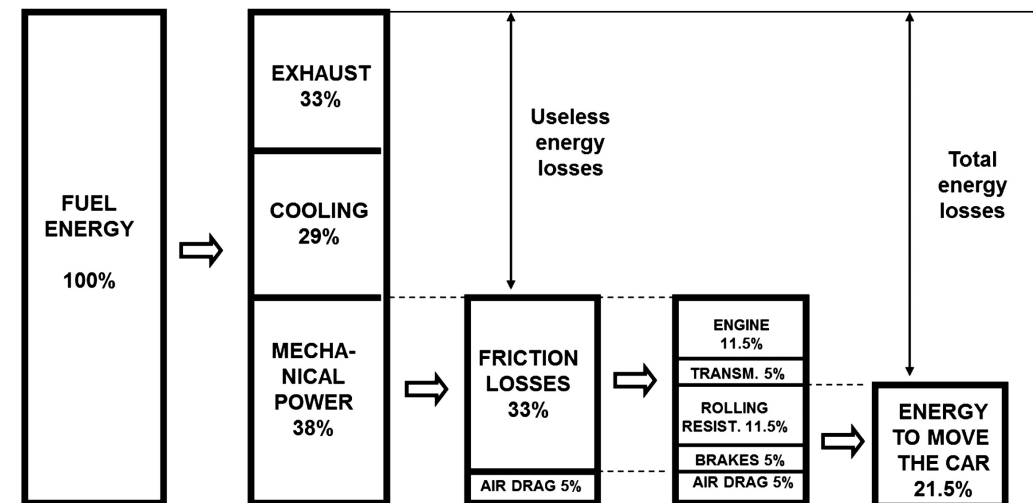 FUEL
ENERGY
100%
EXHAUST
33%
COOLING
29%
MECHA-
NICAL
POWER
38%
Useless
energy
losses
FRICTION
LOSSES
33%
AIR DRAG 5%
ENGINE
11.5%
TRANSM. 5%
ROLLING
RESIST. 11.5%
BRAKES 5%
AIR DRAG 5%
Total
energy
losses
ENERGY
TO MOVE
THE CAR
21.5%